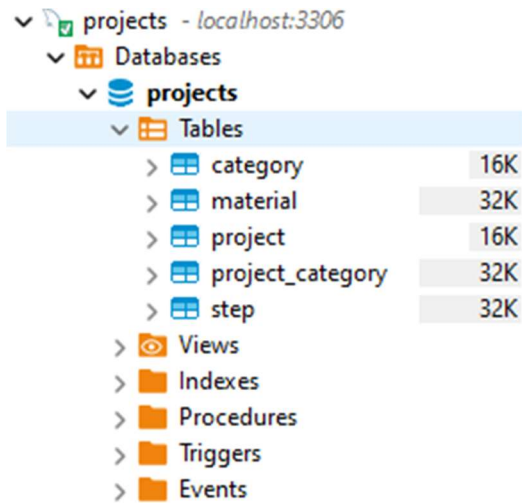 projects - localhost:3306
Databases
projects
Tables
category 16K
material 32K
project 16K
project_category 32K
step 32K
Views
Indexes
Procedures
Triggers
Events